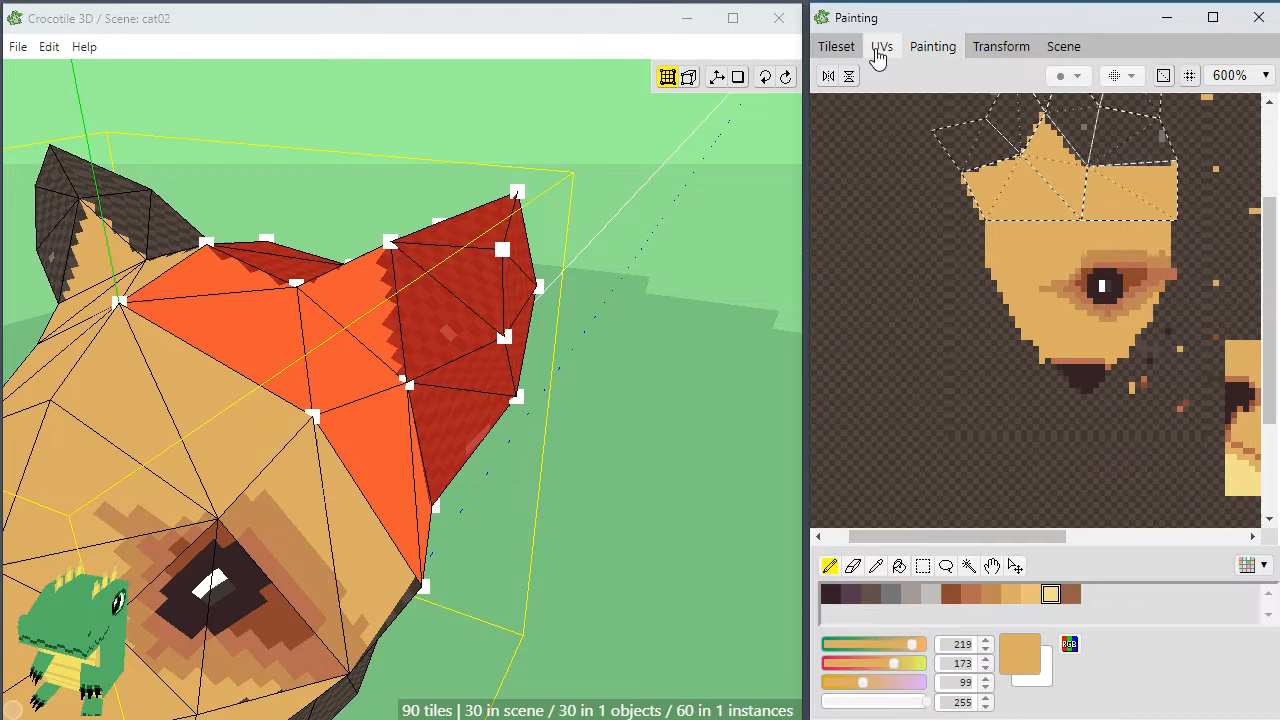 Crocotile 3D / Scene: cat02
File Edit Help
90 tiles | 30 in scene / 30 in 1 objects / 60 in 1 instances
Painting
Tileset UVs Painting Transform Scene
600%
219
173
99
255
RGB